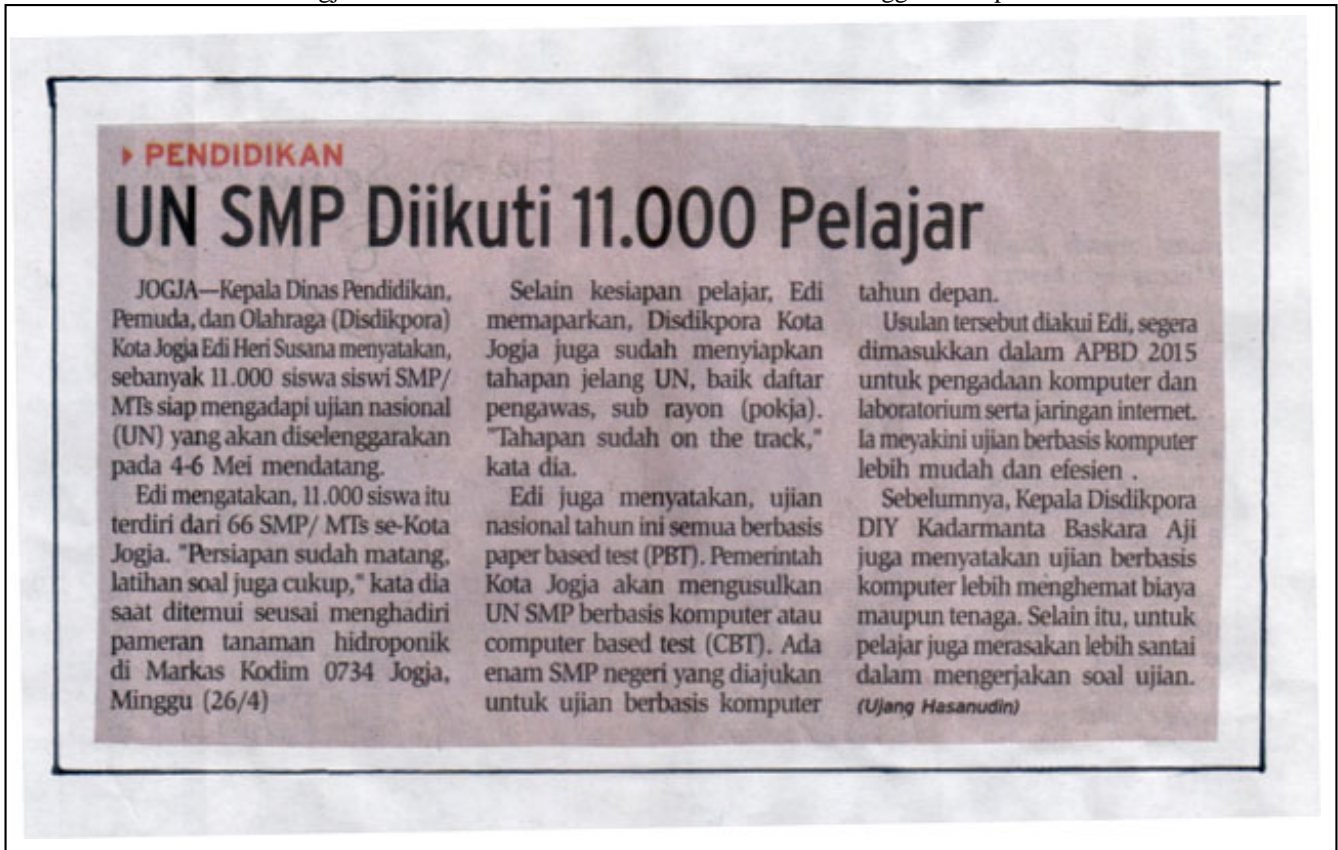 PENDIDIKAN
UN SMP Diikuti 11.000 Pelajar
JOGJA—Kepala Dinas Pendidikan,
Pemuda, dan Olahraga (Disdikpora)
Kota Jogja Edi Heri Susana menyatakan,
sebanyak 11.000 siswa siswi SMP/
MTs siap mengadapi ujian nasional
(UN) yang akan diselenggarakan
pada 4-6 Mei mendatang.
Edi mengatakan, 11.000 siswa itu
terdiri dari 66 SMP/ MTs se-Kota
Jogja. "Persiapan sudah matang,
latihan soal juga cukup," kata dia
saat ditemui seusai menghadiri
pameran tanaman hidroponik
di Markas Kodim 0734 Jogja,
Minggu (26/4)
Selain kesiapan pelajar, Edi
memaparkan, Disdikpora Kota
Jogja juga sudah menyiapkan
tahapan jelang UN, baik daftar
pengawas, sub rayon (pokja).
"Tahapan sudah on the track,"
kata dia.
Edi juga menyatakan, ujian
nasional tahun ini semua berbasis
paper based test (PBT). Pemerintah
Kota Jogja akan mengusulkan
UN SMP berbasis komputer atau
computer based test (CBT). Ada
enam SMP negeri yang diajukan
untuk ujian berbasis komputer
tahun depan.
Usulan tersebut diakui Edi, segera
dimasukkan dalam APBD 2015
untuk pengadaan komputer dan
laboratorium serta jaringan internet.
Ia meyakini ujian berbasis komputer
lebih mudah dan efesien .
Sebelumnya, Kepala Disdikpora
DIY Kadarmanta Baskara Aji
juga menyatakan ujian berbasis
komputer lebih menghemat biaya
maupun tenaga. Selain itu, untuk
pelajar juga merasakan lebih santai
dalam mengerjakan soal ujian.
(Ujang Hasanudin)